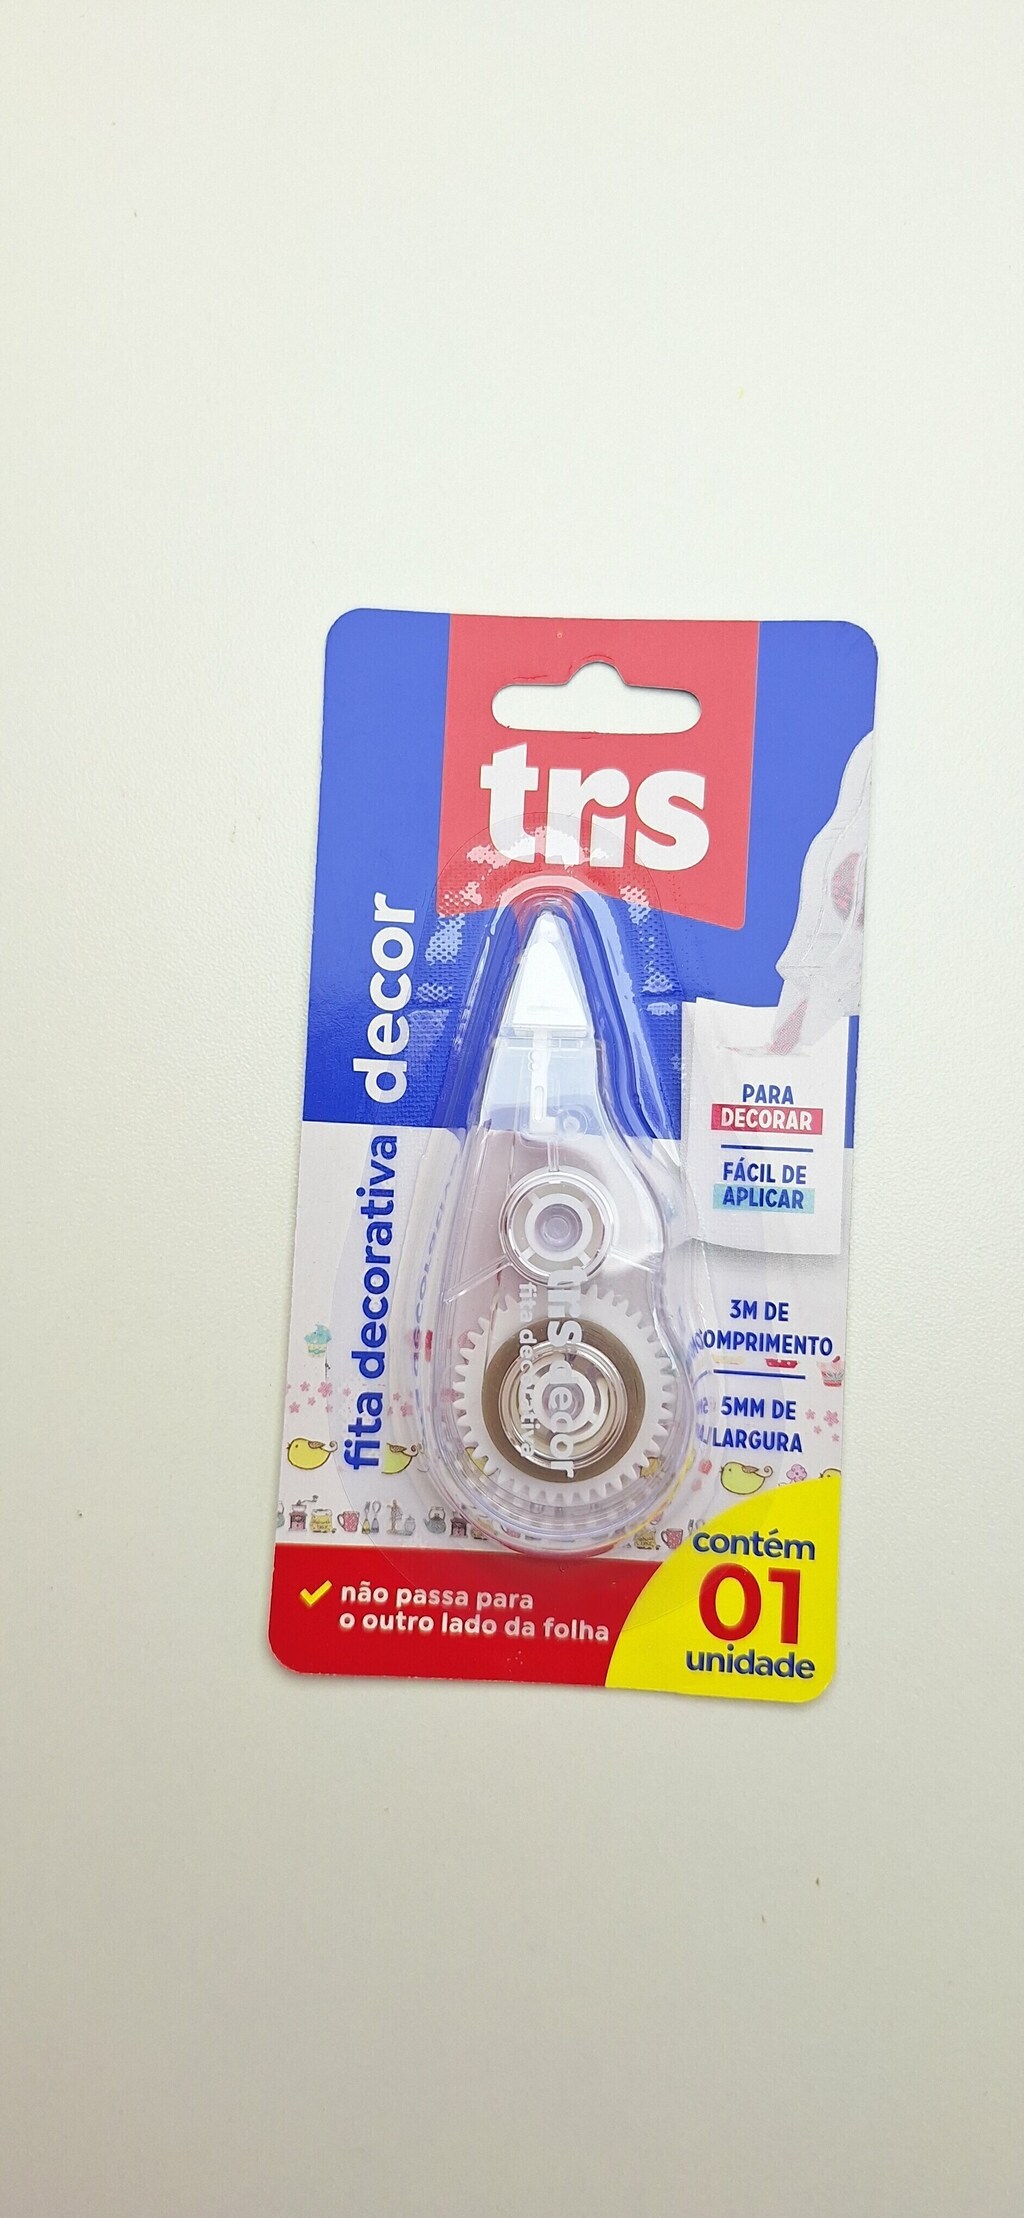 tris
fita decorativa decor
PARA
DECORAR
FÁCIL DE
APLICAR
3M DE
COMPRIMENTO
5MM DE
LARGURA
tris decor
fita decorativa
não passa para
o outro lado da folha
contém
01
unidade